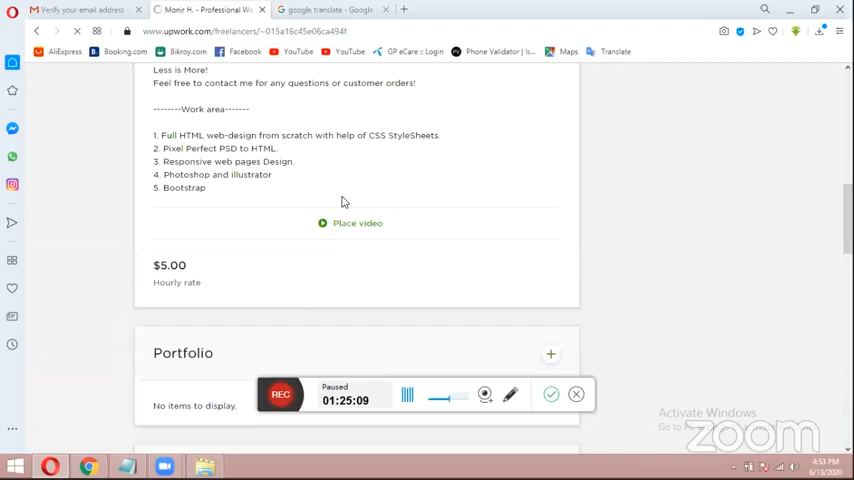 Verify your email address -
Monir H. - Professional We
google translate - Google
www.upwork.com/freelancers/~015a16c45e06ca494f
AliExpress
Booking.com
Bikroy.com
Facebook
YouTube
YouTube
GP eCare :: Login
Phone Validator | Is...
Maps
Translate
Less is More!
Feel free to contact me for any questions or customer orders!
--------Work area-------
1. Full HTML web-design from scratch with help of CSS StyleSheets.
2. Pixel Perfect PSD to HTML.
3. Responsive web pages Design.
4. Photoshop and illustrator
5. Bootstrap
Place video
$5.00
Hourly rate
Portfolio
No items to display.
REC
Paused
01:25:09
Activate Windows
Go to
zoom
4:53 PM
6/13/2020